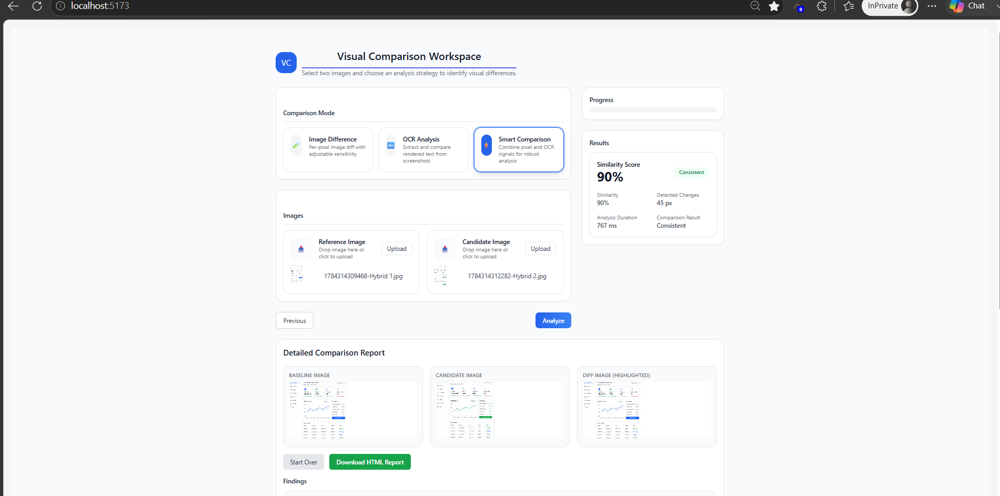 localhost:5173
0
InPrivate
Chat
VC
Visual Comparison Workspace
Select two images and choose an analysis strategy to identify visual differences.
Comparison Mode
Image Difference
Per-pixel image diff with
adjustable sensitivity
abc
OCR Analysis
Extract and compare
rendered text from
screenshots
Smart Comparison
Combine pixel and OCR
signals for robust
analysis
Images
Reference Image
Drop image here or
click to upload
Upload
1784314309468-Hybrid 1.jpg
Candidate Image
Drop image here or
click to upload
Upload
1784314312282-Hybrid 2.jpg
Previous
Analyze
Progress
Results
Similarity Score
90%
Consistent
Similarity
90%
Detected Changes
45 px
Analysis Duration
767 ms
Comparison Result
Consistent
Detailed Comparison Report
BASELINE IMAGE
CANDIDATE IMAGE
DIFF IMAGE (HIGHLIGHTED)
Start Over
Download HTML Report
Findings